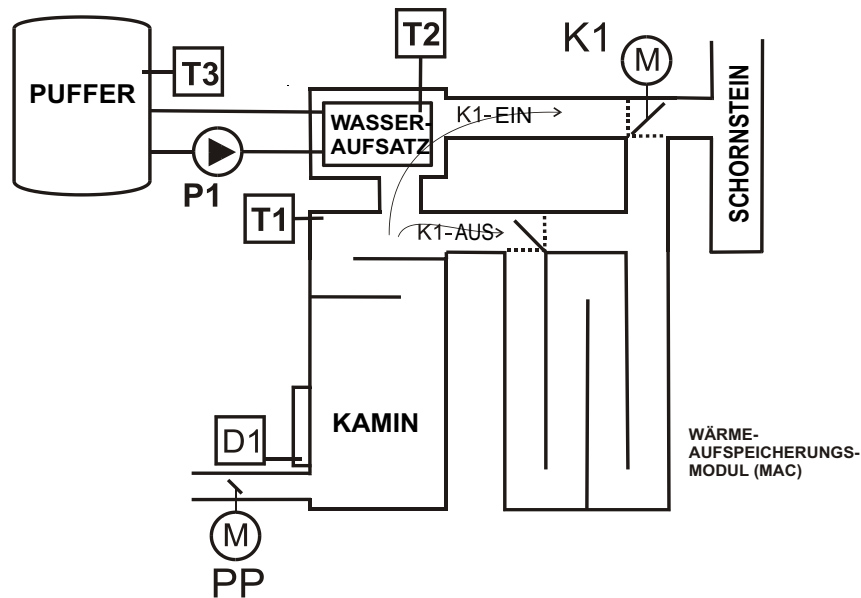 T2
K1
T3
PUFFER
M
K1-EIN
WASSER-
AUFSATZ
P1
T1
K1-AUS
SCHORNSTEIN
KAMIN
D1
WÄRME-
AUFSPEICHERUNGS-
MODUL (MAC)
M
PP